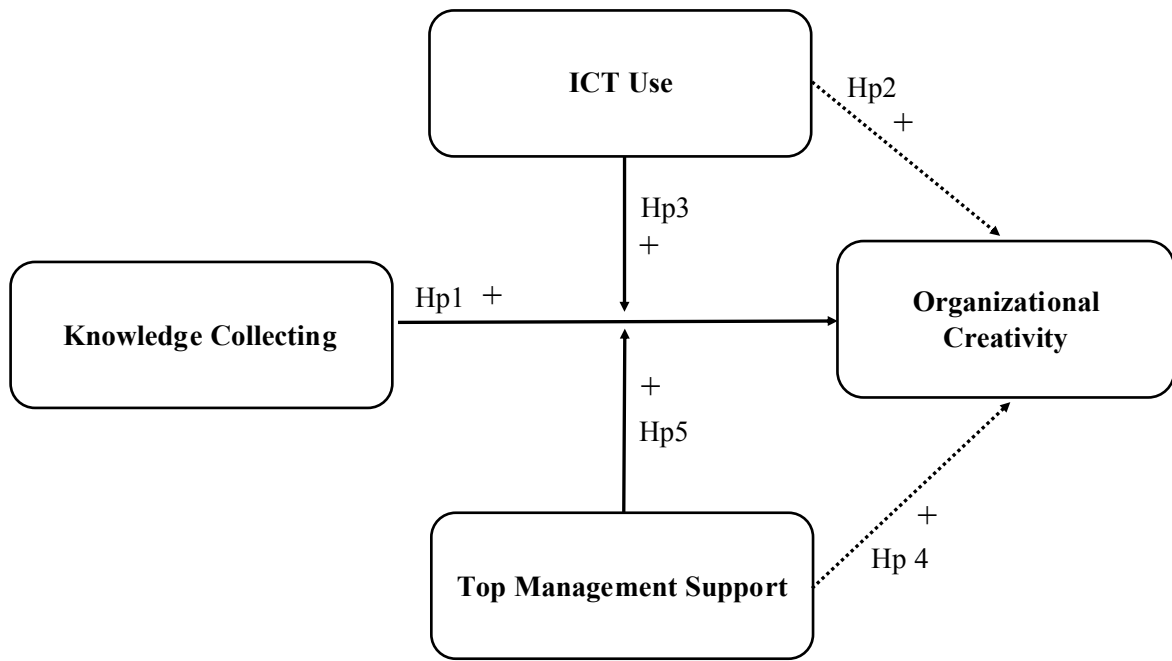 ICT Use
Hp2
+
Hp3
+
Hp1 +
Knowledge Collecting
Organizational
Creativity
+
Hp5
+
Hp 4
Top Management Support